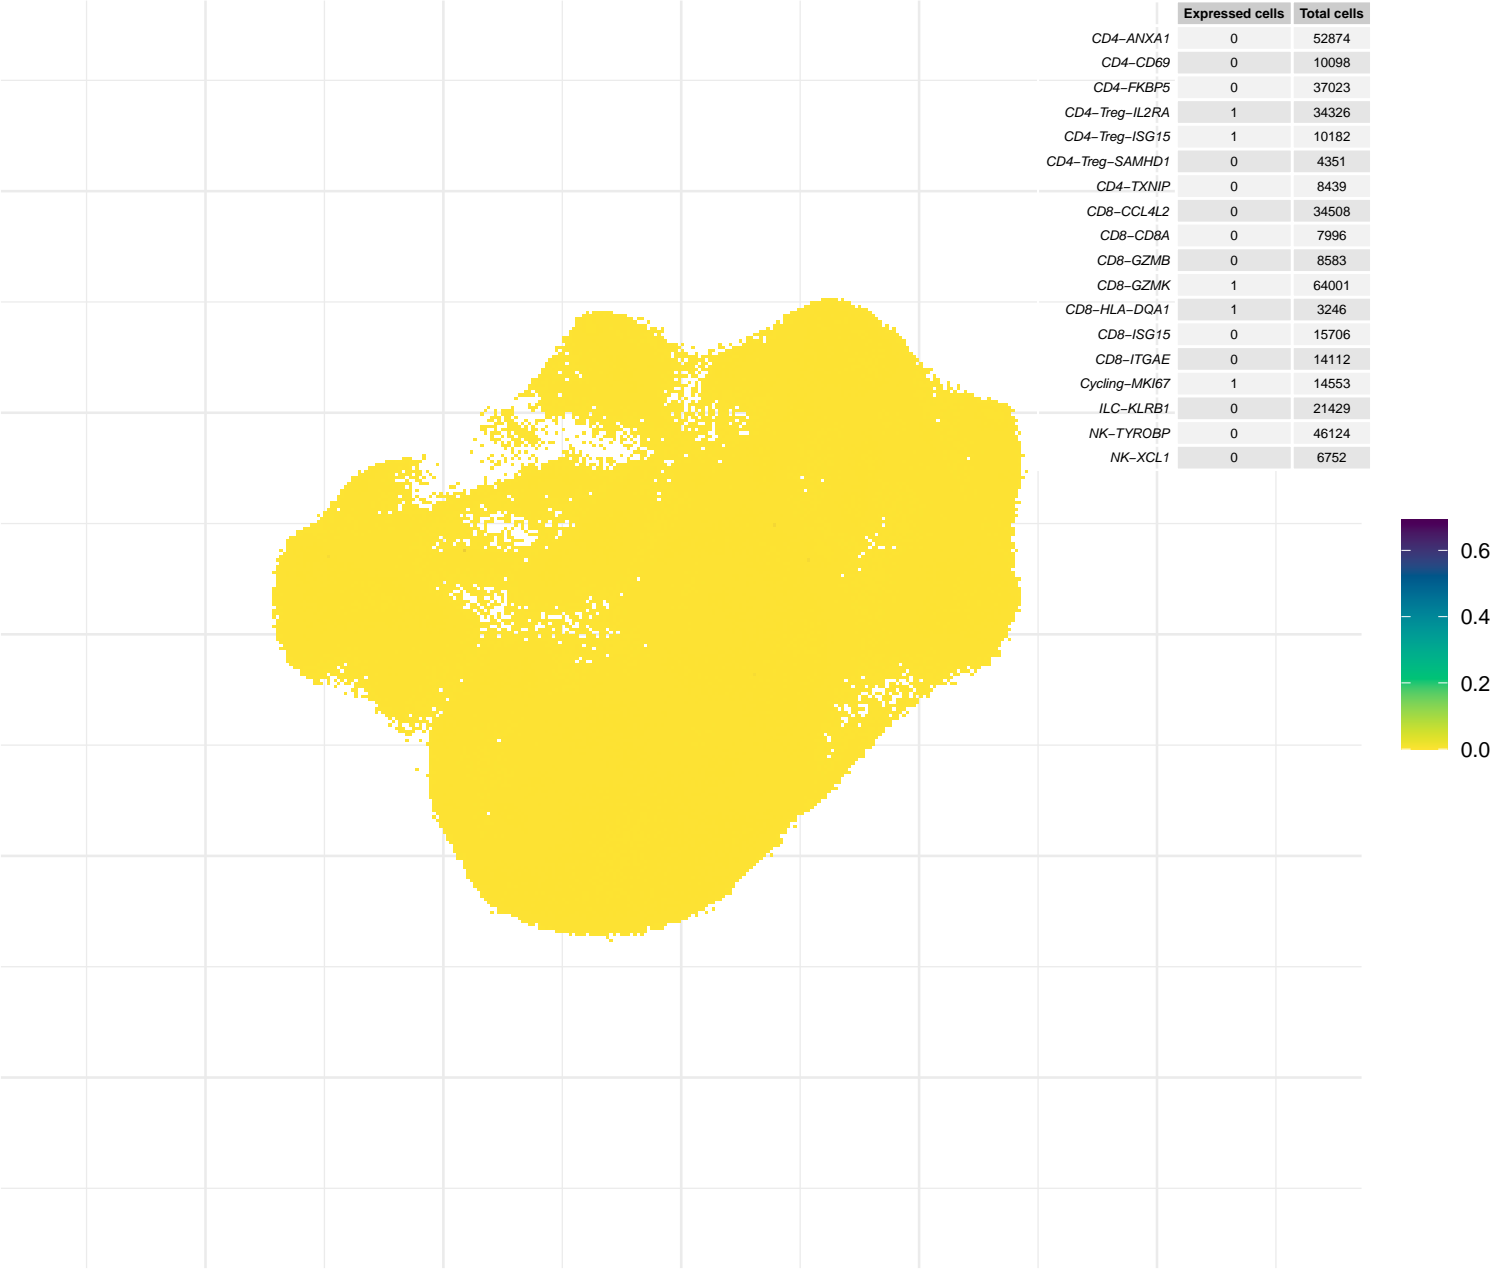 Expressed cells Total cells
CD4−ANXA1 0 52874
CD4−CD69 0 10098
CD4−FKBP5 0 37023
CD4−Treg−IL2RA 1 34326
CD4−Treg−ISG15 1 10182
CD4−Treg−SAMHD1 0 4351
CD4−TXNIP 0 8439
CD8−CCL4L2 0 34508
CD8−CD8A 0 7996
CD8−GZMB 0 8583
CD8−GZMK 1 64001
CD8−HLA−DQA1 1 3246
CD8−ISG15 0 15706
CD8−ITGAE 0 14112
Cycling−MKI67 1 14553
ILC−KLRB1 0 21429
NK−TYROBP 0 46124
NK−XCL1 0 6752
0.6
0.4
0.2
0.0